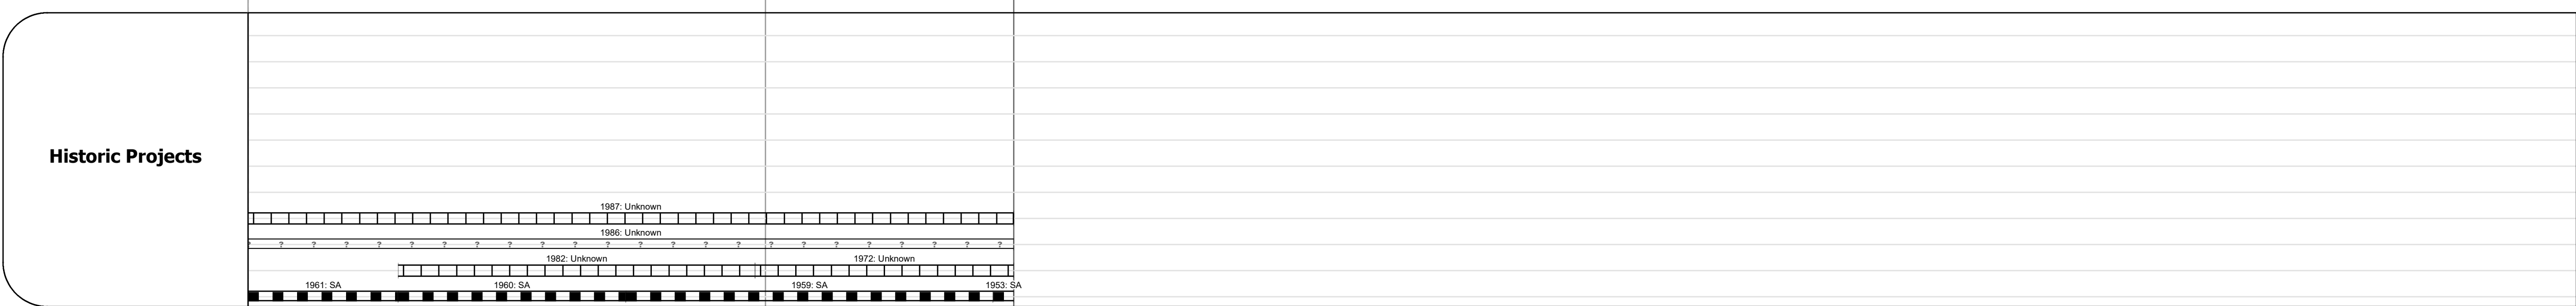 Historic Projects
1987: Unknown
1986: Unknown
? ? ? ? ? ? ? ? ? ? ? ? ? ? ? ? ? ? ? ? ? ? ? ?
1982: Unknown 1972: Unknown
1961: SA 1960: SA 1959: SA 1953: SA